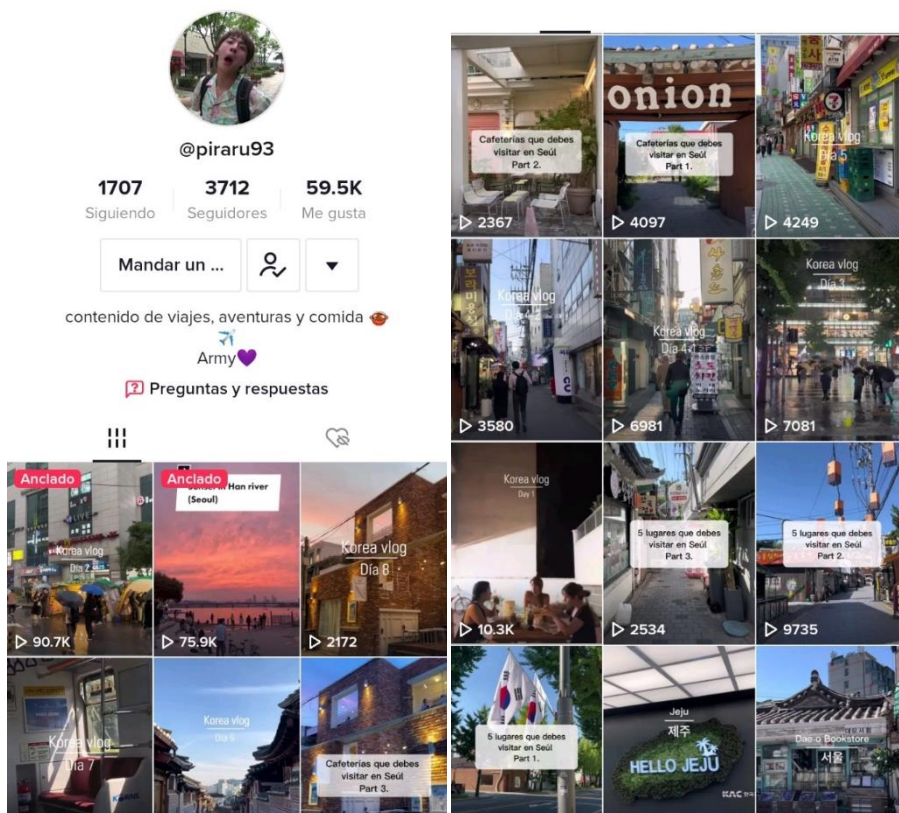 @piraru93
1707
3712
59.5K
Siguiendo
Seguidores
Me gusta
Mandar un ...
contenido de viajes, aventuras y comida
Army
Preguntas y respuestas
Anclado
LIVE
Korea vlog
Día 2
90.7K
Anclado
in Han river
(Seoul)
75.9K
Korea vlog
Día 8
2172
Korea vlog
Día 7
Korea vlog
Cafeterías que debes
visitar en Seúl
Part 3.
Cafeterías que debes
visitar en Seúl
Part 2.
2367
onion
Cafeterías que debes
visitar en Seúl
Part 1.
4097
Korea vlog
Día 5
4249
Korea vlog
3580
Korea vlog
Día 4-1
6981
Korea vlog
Día 3
7081
Korea vlog
Day 1
10.3K
5 lugares que debes
visitar en Seúl
Part 3.
2534
5 lugares que debes
visitar en Seúl
Part 2.
9735
5 lugares que debes
visitar en Seúl
Part 1.
Jeju
제주
HELLO JEJU
KAC
Dae-o Bookstore
서울